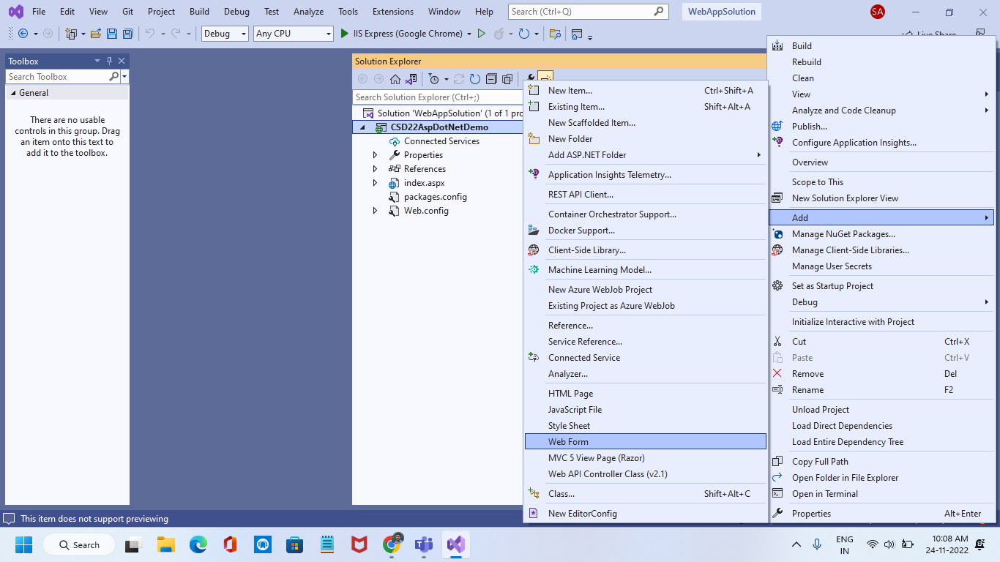 File Edit View Git Project Build Debug Test Analyze Tools Extensions Window Help Search (Ctrl+Q) WebAppSolution SA
Debug Any CPU IIS Express (Google Chrome) Live Share
Toolbox
Search Toolbox
General
There are no usable
controls in this group. Drag
an item onto this text to
add it to the toolbox.
Solution Explorer
Search Solution Explorer (Ctrl+;)
Solution 'WebAppSolution' (1 of 1 pro
CSD22AspDotNetDemo
Connected Services
Properties
References
index.aspx
packages.config
Web.config
New Item... Ctrl+Shift+A
Existing Item... Shift+Alt+A
New Scaffolded Item...
New Folder
Add ASP.NET Folder
Application Insights Telemetry...
REST API Client...
Container Orchestrator Support...
Docker Support...
Client-Side Library...
Machine Learning Model...
New Azure WebJob Project
Existing Project as Azure WebJob
Reference...
Service Reference...
Connected Service
Analyzer...
HTML Page
JavaScript File
Style Sheet
Web Form
MVC 5 View Page (Razor)
Web API Controller Class (v2.1)
Class... Shift+Alt+C
New EditorConfig
Build
Rebuild
Clean
View
Analyze and Code Cleanup
Publish...
Configure Application Insights...
Overview
Scope to This
New Solution Explorer View
Add
Manage NuGet Packages...
Manage Client-Side Libraries...
Manage User Secrets
Set as Startup Project
Debug
Initialize Interactive with Project
Cut Ctrl+X
Paste Ctrl+V
Remove Del
Rename F2
Unload Project
Load Direct Dependencies
Load Entire Dependency Tree
Copy Full Path
Open Folder in File Explorer
Open in Terminal
Properties Alt+Enter
This item does not support previewing
Search
ENG
IN
10:08 AM
24-11-2022